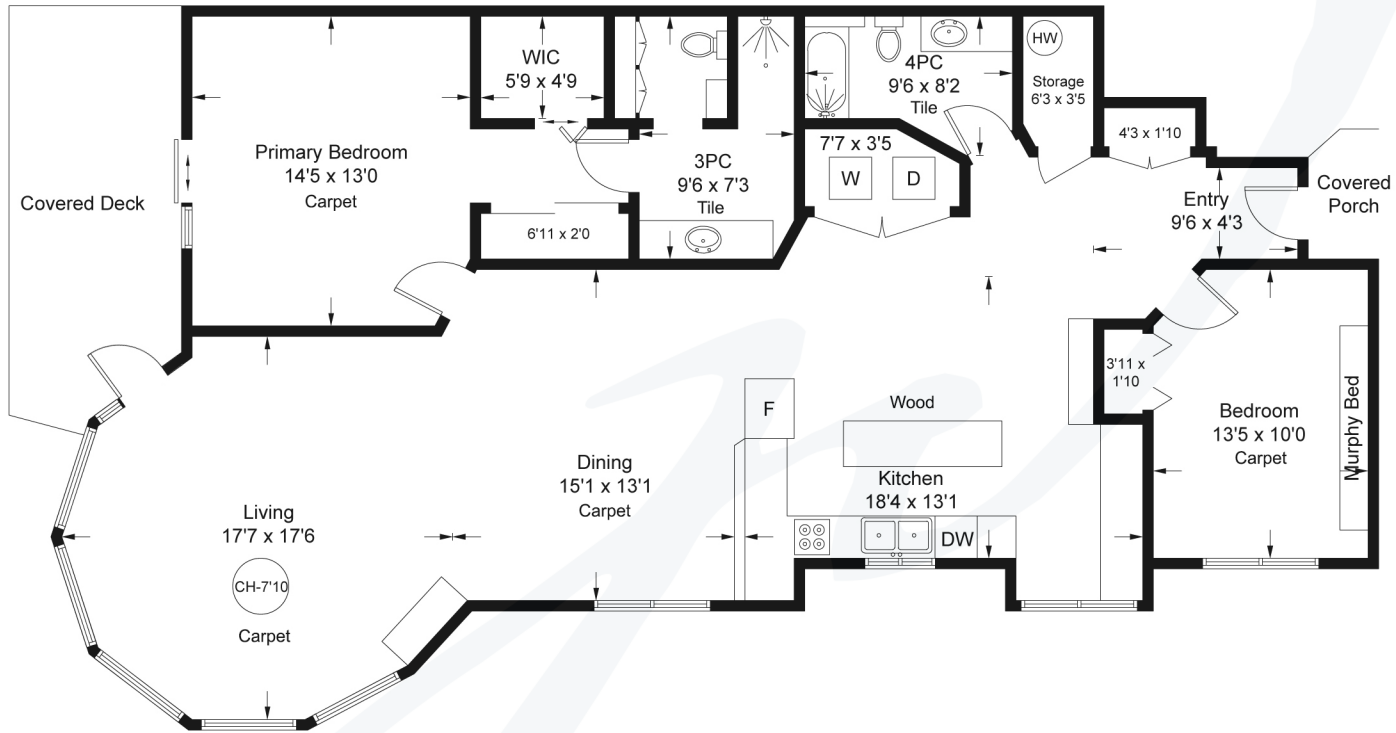 Covered Deck
Primary Bedroom
14'5 x 13'0
Carpet
WIC
5'9 x 4'9
6'11 x 2'0
3PC
9'6 x 7'3
Tile
4PC
9'6 x 8'2
Tile
7'7 x 3'5
W
D
HW
Storage
6'3 x 3'5
4'3 x 1'10
Entry
9'6 x 4'3
Covered
Porch
Living
17'7 x 17'6
CH-7'10
Carpet
Dining
15'1 x 13'1
Carpet
F
Wood
Kitchen
18'4 x 13'1
DW
3'11 x
1'10
Bedroom
13'5 x 10'0
Carpet
Murphy Bed